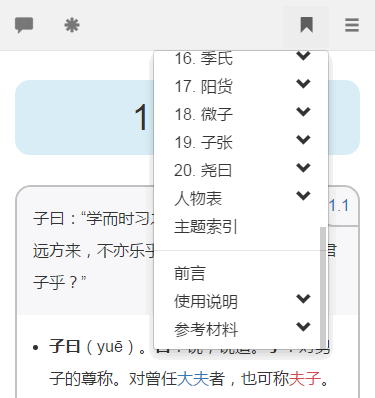 16. 季氏
17. 阳货
18. 微子
19. 子张
20. 尧曰
人物表
主题索引
前言
使用说明
参考材料
1
1.1
子曰：“学而时习
远方来，不亦乐乎 君
子乎？”
子曰（yuē）。
子的尊称。对曾任大夫者，也可称夫子。